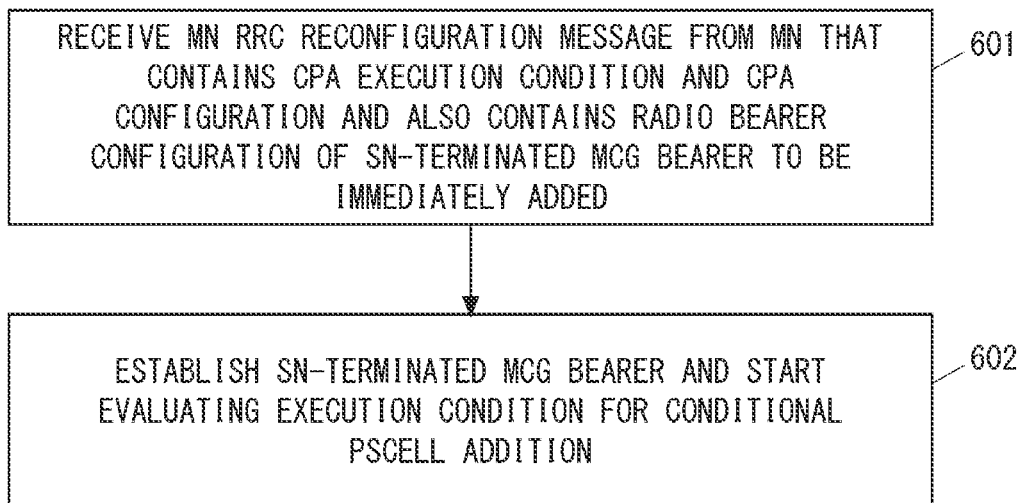 RECEIVE MN RRC RECONFIGURATION MESSAGE FROM MN THAT
CONTAINS CPA EXECUTION CONDITION AND CPA
CONFIGURATION AND ALSO CONTAINS RADIO BEARER
CONFIGURATION OF SN-TERMINATED MCG BEARER TO BE
IMMEDIATELY ADDED
601
ESTABLISH SN-TERMINATED MCG BEARER AND START
EVALUATING EXECUTION CONDITION FOR CONDITIONAL
PSCELL ADDITION
602